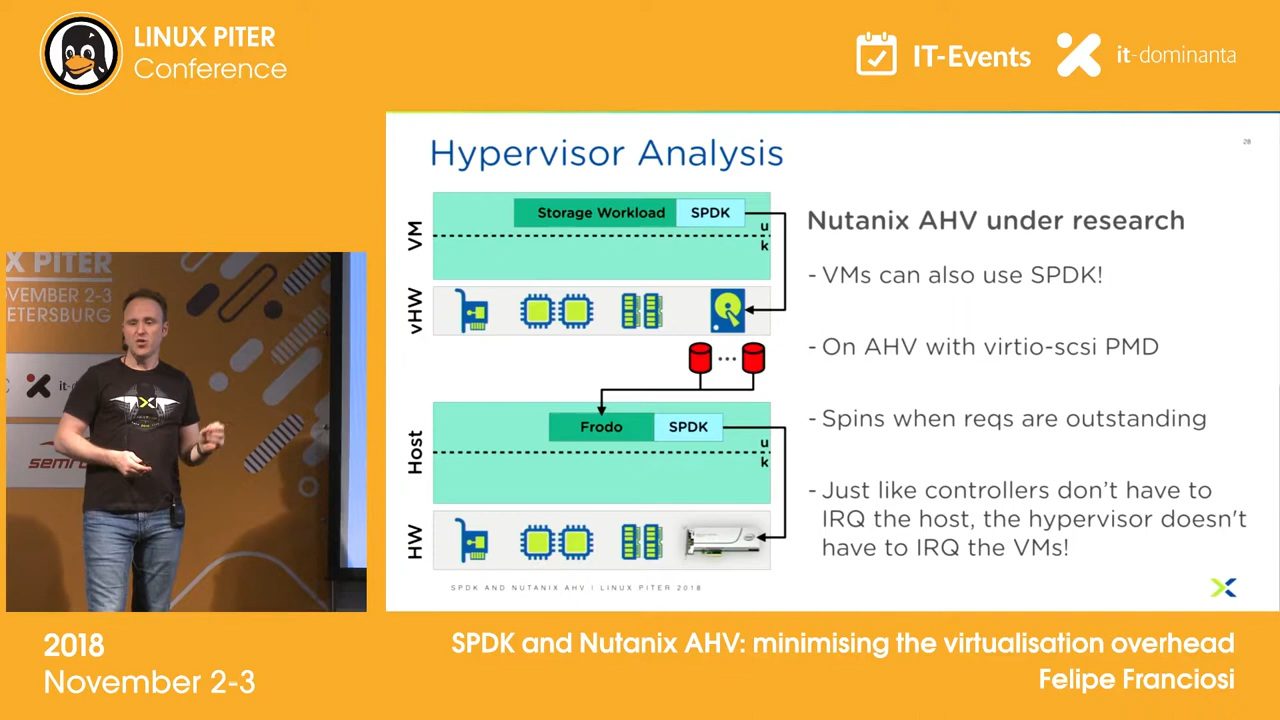 LINUX PITER
Conference
IT-Events
it-dominanta
Hypervisor Analysis
28
VM
Storage Workload
SPDK
u
k
vHW
...
Host
Frodo
SPDK
u
k
HW
SPDK AND NUTANIX AHV | LINUX PITER 2018
Nutanix AHV under research
- VMs can also use SPDK!
- On AHV with virtio-scsi PMD
- Spins when reqs are outstanding
- Just like controllers don't have to
IRQ the host, the hypervisor doesn't
have to IRQ the VMs!
X PITER
VEMBER 2-3
ETERSBURG
it-do
semr
2018
November 2-3
SPDK and Nutanix AHV: minimising the virtualisation overhead
Felipe Franciosi